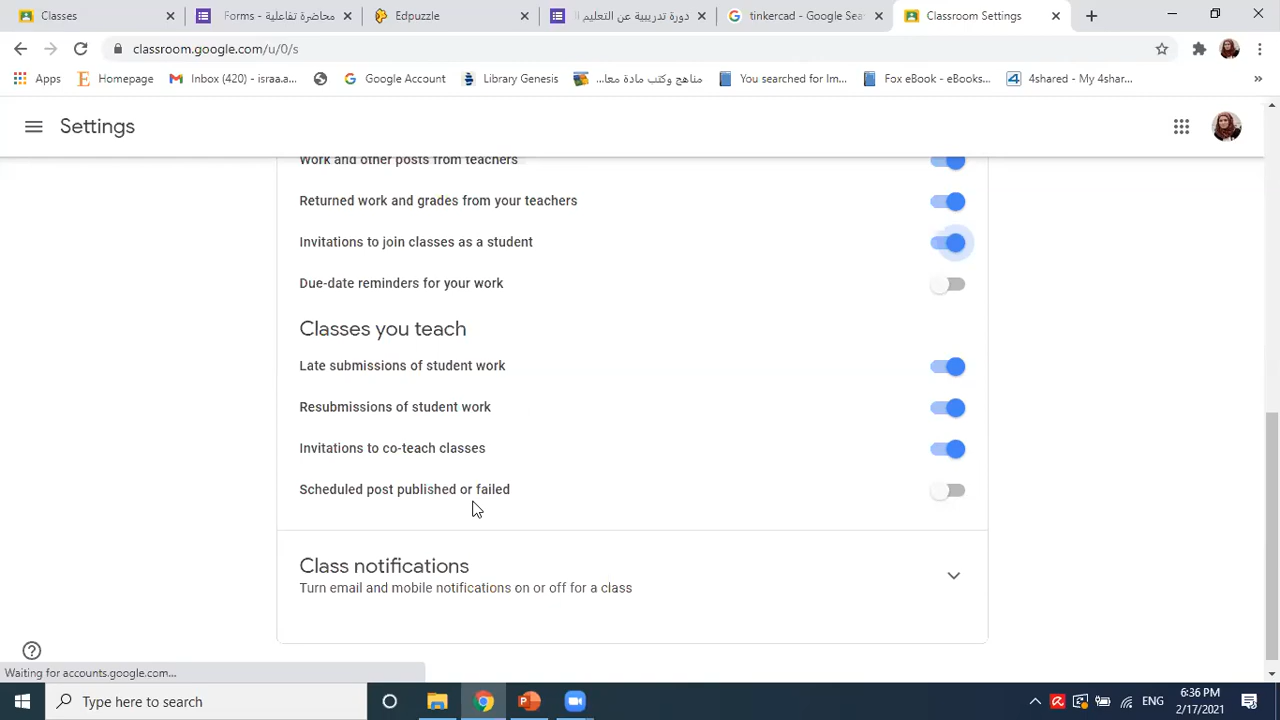 Classes
محاضرة تفاعلية - Forms
Edpuzzle
دورة تدريبية عن التعليم ال
tinkercad - Google Sea
Classroom Settings
classroom.google.com/u/0/s
Apps
Homepage
Inbox (420) - israa.a...
Google Account
Library Genesis
مناهج وكتب مادة معا...
You searched for Im...
Fox eBook - eBooks...
4shared - My 4shar...
Settings
Work and other posts from teachers
Returned work and grades from your teachers
Invitations to join classes as a student
Due-date reminders for your work
Classes you teach
Late submissions of student work
Resubmissions of student work
Invitations to co-teach classes
Scheduled post published or failed
Class notifications
Turn email and mobile notifications on or off for a class
Waiting for accounts.google.com...
Type here to search
ENG
6:36 PM
2/17/2021